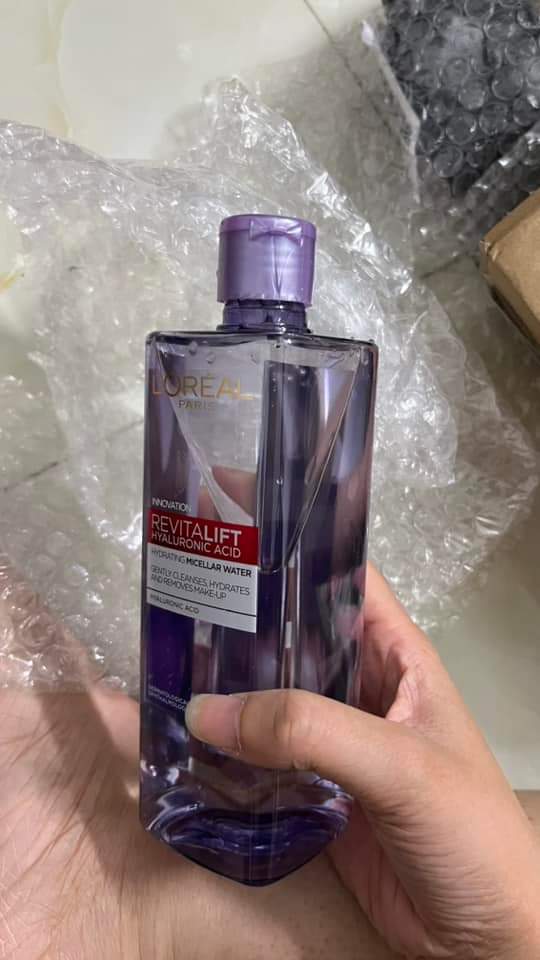 L'ORÉAL
PARIS
INNOVATION
REVITALIFT
HYALURONIC ACID
HYDRATING MICELLAR WATER
GENTLY CLEANSES, HYDRATES
AND REMOVES MAKE-UP
HYALURONIC ACID